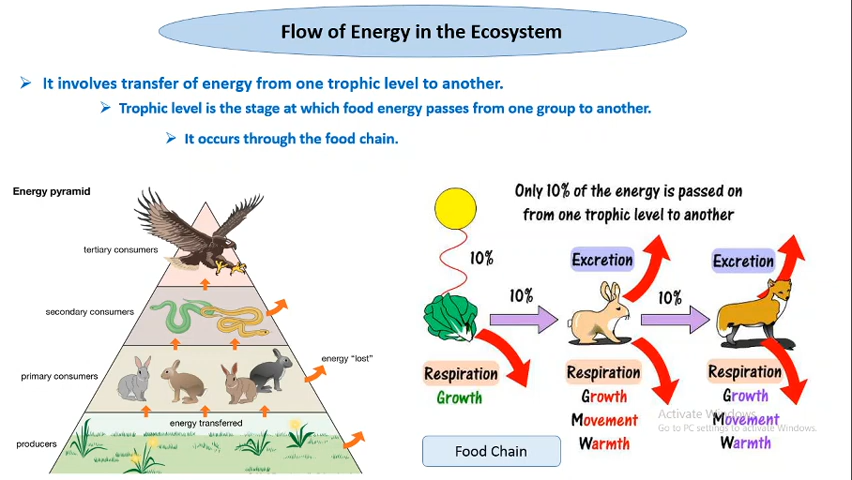 Flow of Energy in the Ecosystem
It involves transfer of energy from one trophic level to another.
Trophic level is the stage at which food energy passes from one group to another.
It occurs through the food chain.
Energy pyramid
tertiary consumers
secondary consumers
primary consumers
energy "lost"
energy transferred
producers
Only 10% of the energy is passed on
from one trophic level to another
10%
Excretion
Excretion
10%
10%
Respiration
Growth
Respiration
Growth
Movement
Warmth
Respiration
Growth
Movement
Warmth
Food Chain
Activate Windows
Go to PC settings to activate Windows.